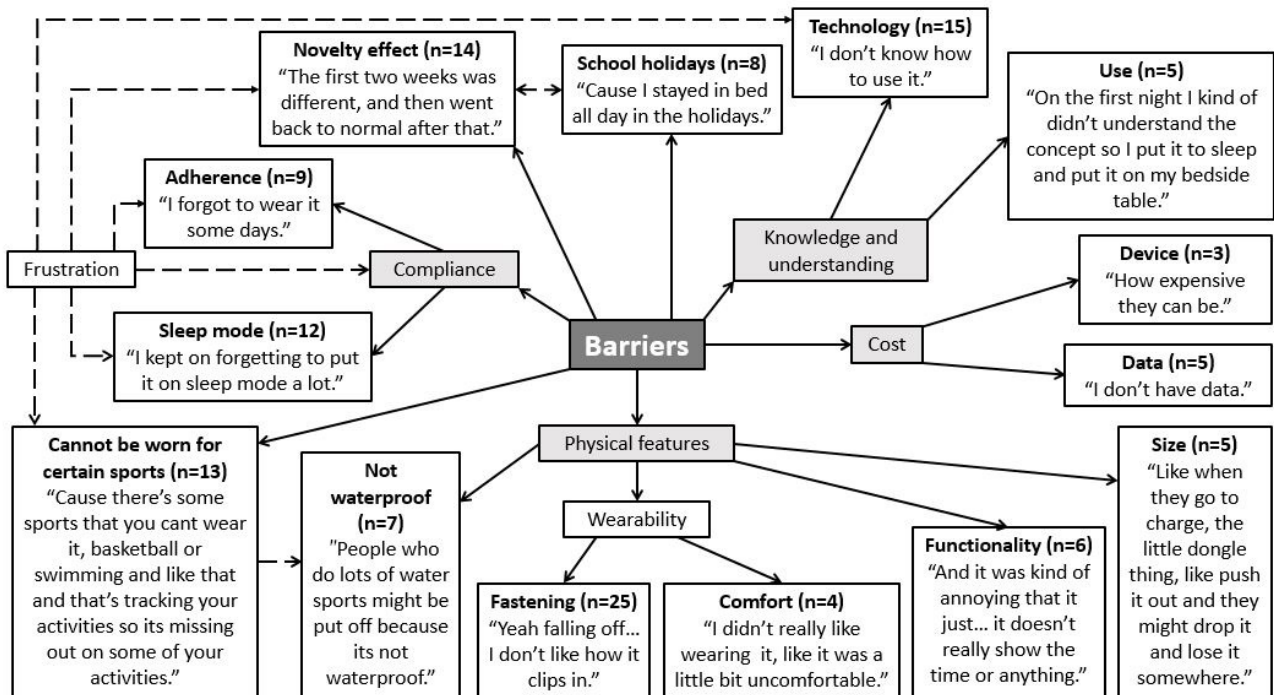 Technology (n=15)
“I don’t know how
to use it.”
Novelty effect (n=14)
“The first two weeks was
different, and then went
back to normal after that.”
School holidays (n=8)
“Cause I stayed in bed
all day in the holidays.”
Use (n=5)
“On the first night I kind of
didn’t understand the
concept so I put it to sleep
and put it on my bedside
table.”
Adherence (n=9)
“I forgot to wear it
some days.”
Frustration
Compliance
Knowledge and
understanding
Device (n=3)
“How expensive
they can be.”
Sleep mode (n=12)
“I kept on forgetting to put
it on sleep mode a lot.”
Barriers
Cost
Data (n=5)
“I don’t have data.”
Cannot be worn for
certain sports (n=13)
“Cause there’s some
sports that you cant wear
it, basketball or
swimming and like that
and that’s tracking your
activities so its missing
out on some of your
activities.”
Not
waterproof
(n=7)
”People who
do lots of water
sports might be
put off because
its not
waterproof.”
Physical features
Wearability
Fastening (n=25)
“Yeah falling off…
I don’t like how it
clips in.”
Comfort (n=4)
“I didn’t really like
wearing  it, like it was a
little bit uncomfortable.”
Functionality (n=6)
“And it was kind of
annoying that it
just… it doesn’t
really show the
time or anything.”
Size (n=5)
“Like when
they go to
charge, the
little dongle
thing, like push
it out and they
might drop it
and lose it
somewhere.”